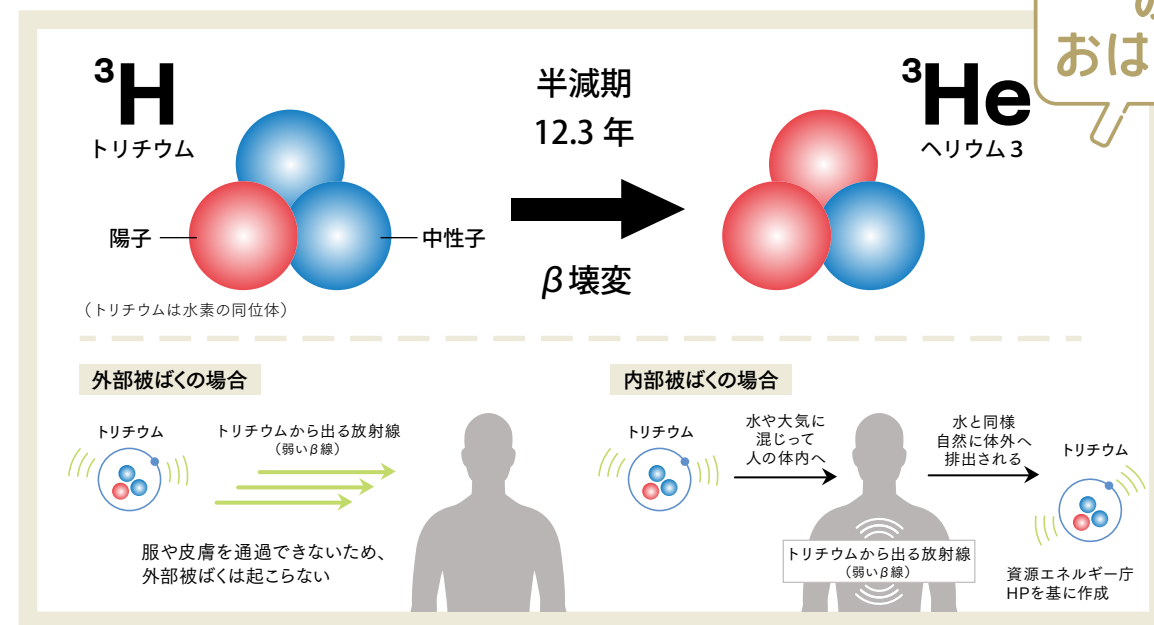 ³H
トリチウム
陽子
中性子
(トリチウムは水素の同位体)
半減期
12.3 年
β壊変
³He
ヘリウム3
おは
外部被ばくの場合
トリチウム
トリチウムから出る放射線
(弱いβ線)
服や皮膚を通過できないため、
外部被ばくは起こらない
内部被ばくの場合
トリチウム
水や大気に
混じって
人の体内へ
トリチウムから出る放射線
(弱いβ線)
水と同様
自然に体外へ
排出される
トリチウム
資源エネルギー庁
HPを基に作成